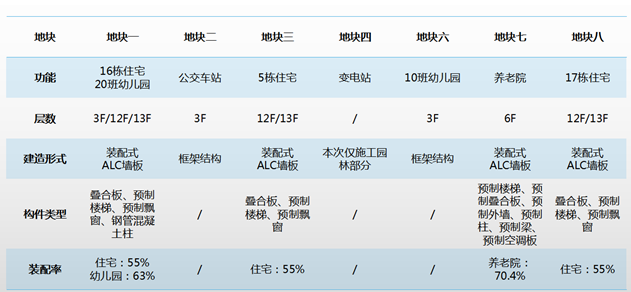 地块 地块一 地块二 地块三 地块四 地块六 地块七 地块八
功能 16栋住宅 20班幼儿园 公交车站 5栋住宅 变电站 10班幼儿园 养老院 17栋住宅
层数 3F/12F/13F 3F 12F/13F / 3F 6F 12F/13F
建造形式 装配式 ALC墙板 框架结构 装配式 ALC墙板 本次仅施工园林部分 框架结构 装配式 ALC墙板 装配式 ALC墙板
构件类型 叠合板、预制楼梯、预制飘窗、钢管混凝土柱 / 叠合板、预制楼梯、预制飘窗 / / 预制楼梯、预制叠合板、预制外墙、预制柱、预制梁、预制空调板 叠合板、预制楼梯、预制飘窗
装配率 住宅：55% 幼儿园：63% / 住宅：55% / / 养老院：70.4% 住宅：55%